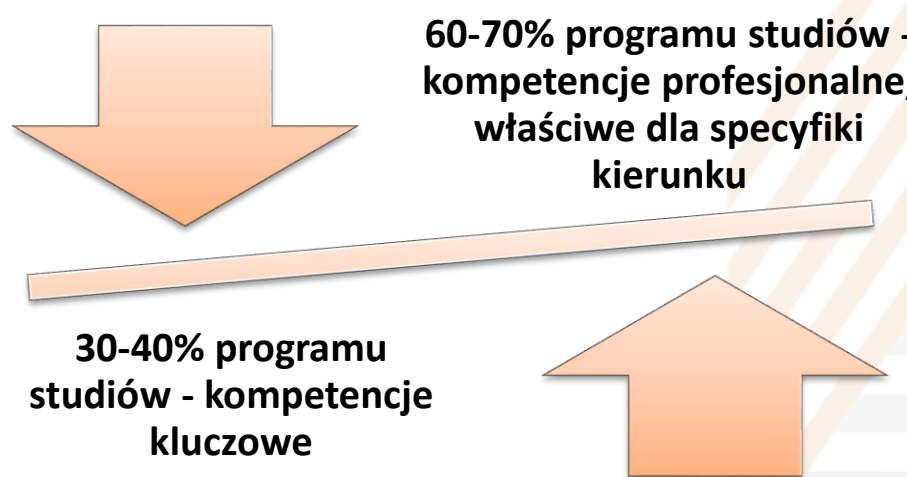 60-70% programu studiów -
kompetencje profesjonalne,
właściwe dla specyfiki
kierunku
30-40% programu
studiów - kompetencje
kluczowe